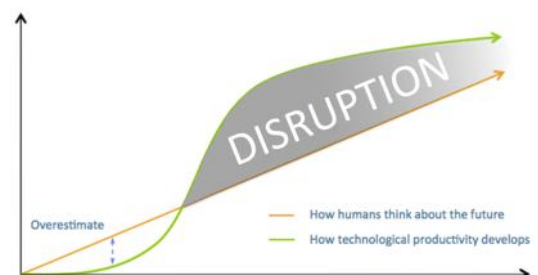 DISRUPTION
Overestimate
How humans think about the future
How technological productivity develops